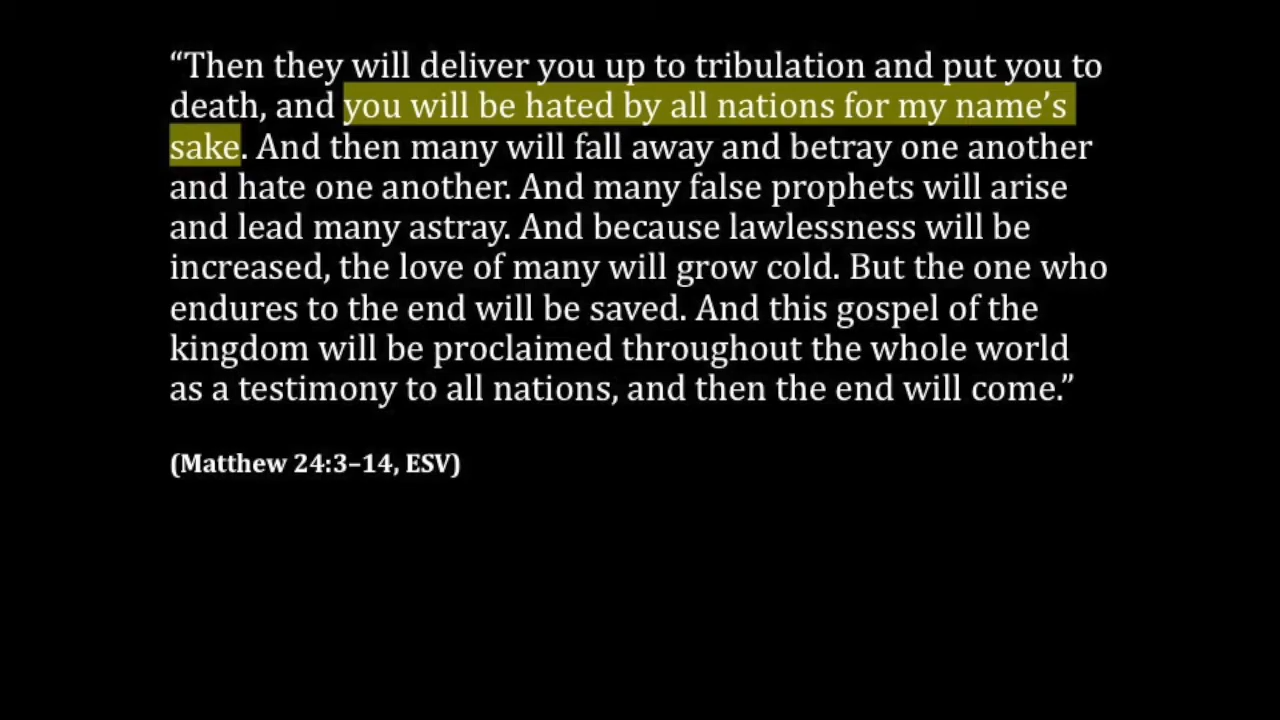 “Then they will deliver you up to tribulation and put you to
death, and you will be hated by all nations for my name’s
sake. And then many will fall away and betray one another
and hate one another. And many false prophets will arise
and lead many astray. And because lawlessness will be
increased, the love of many will grow cold. But the one who
endures to the end will be saved. And this gospel of the
kingdom will be proclaimed throughout the whole world
as a testimony to all nations, and then the end will come.”
(Matthew 24:3–14, ESV)